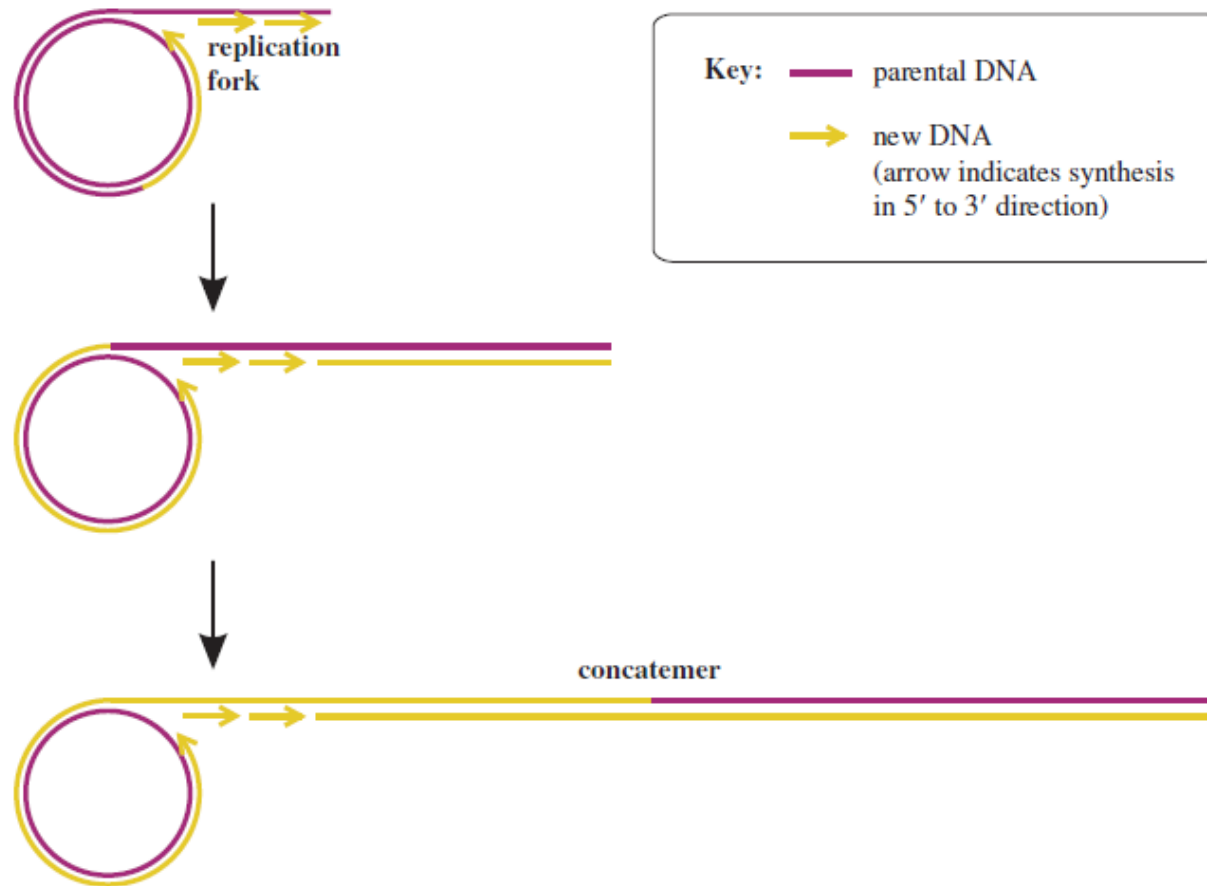 replication
fork
Key:
parental DNA
new DNA
(arrow indicates synthesis
in 5′ to 3′ direction)
concatemer